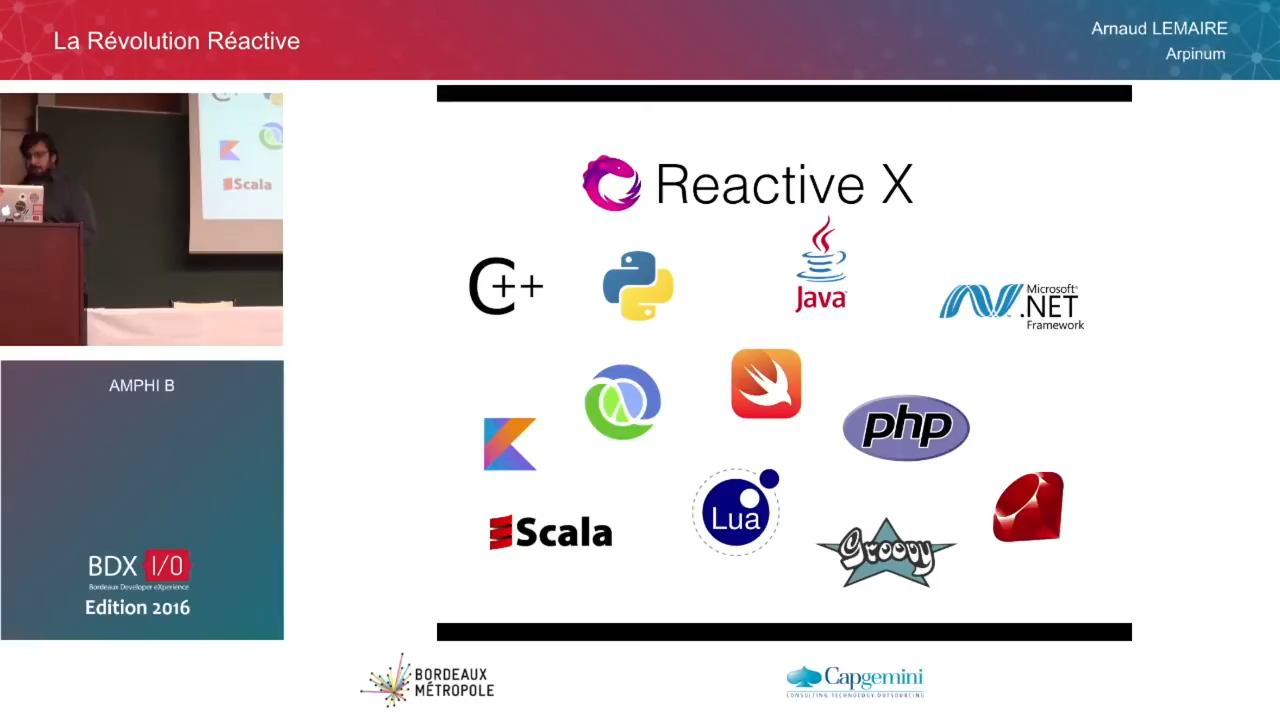 La Révolution Réactive
Arnaud LEMAIRE
Arpinum
Scala
AMPHI B
BDX I/O
Bordeaux Developer eXperience
Edition 2016
Reactive X
C++
Java
Microsoft®
.NET
Framework
php
Lua
Scala
Groovy
BORDEAUX
MÉTROPOLE
Capgemini
CONSULTING.TECHNOLOGY.OUTSOURCING